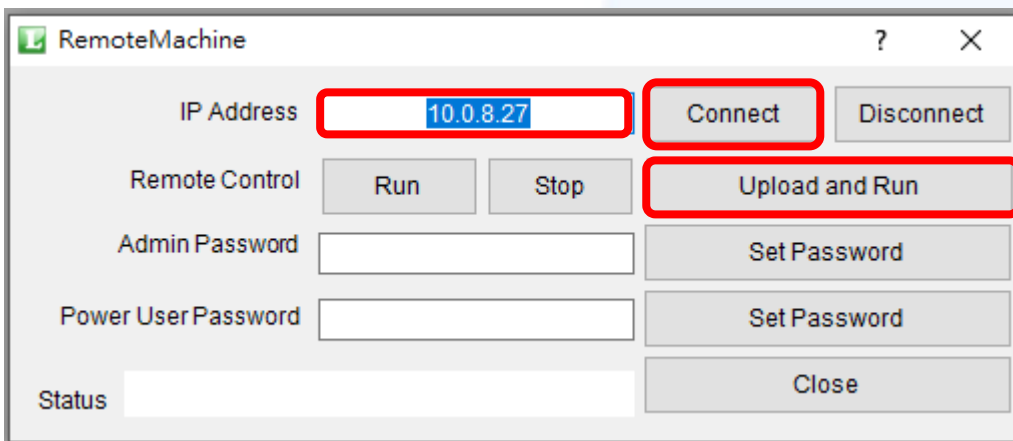 RemoteMachine ? X
IP Address 10.0.8.27 Connect Disconnect
Remote Control Run Stop Upload and Run
Admin Password Set Password
Power User Password Set Password
Close
Status